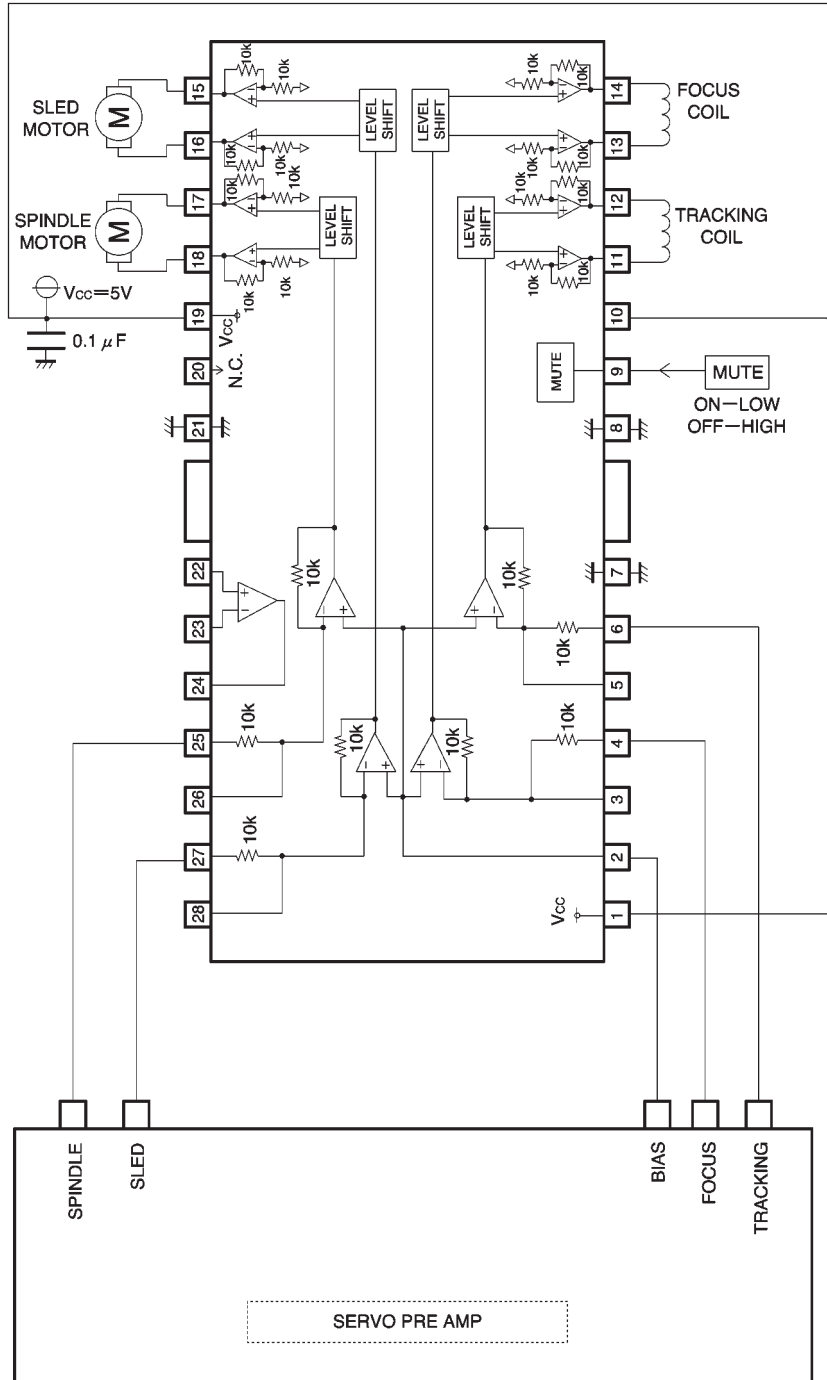 SLED
MOTOR
M
15
16
10k
10k
10k
10k
LEVEL
SHIFT
LEVEL
SHIFT
10k
10k
10k
10k
14
13
FOCUS
COIL
SPINDLE
MOTOR
M
17
18
10k
10k
10k
10k
LEVEL
SHIFT
LEVEL
SHIFT
10k
10k
10k
10k
12
11
TRACKING
COIL
VCC=5V
0.1 μF
19
VCC
10
20
N.C.
MUTE
9
MUTE
ON–LOW
OFF–HIGH
21
8
22
23
24
10k
10k
7
10k
6
5
25
10k
26
10k
10k
10k
4
3
27
10k
28
2
VCC
1
SPINDLE
SLED
BIAS
FOCUS
TRACKING
SERVO PRE AMP